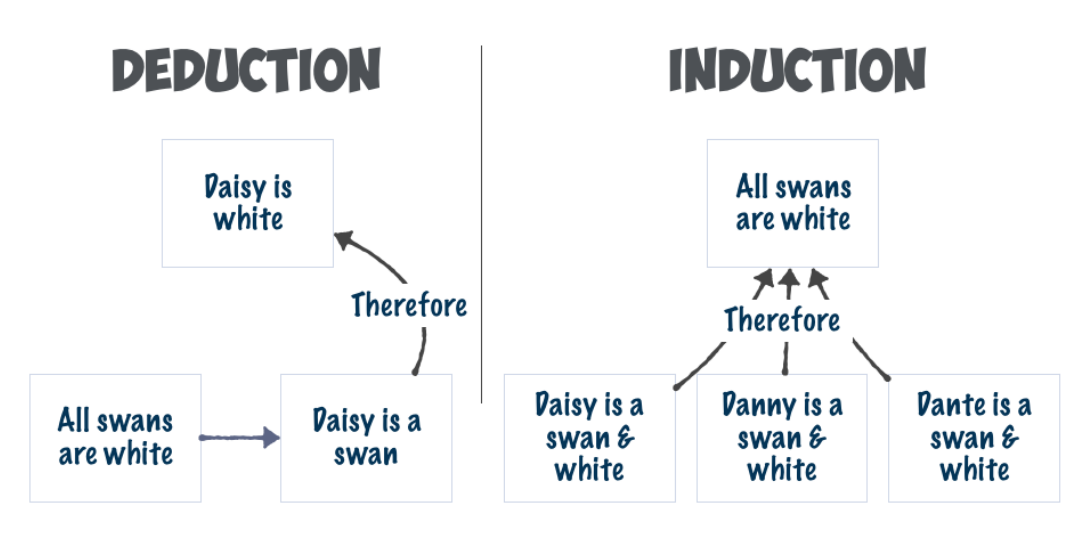 DEDUCTION
Daisy is
white
Therefore
All swans
are white
Daisy is a
swan
INDUCTION
All swans
are white
Therefore
Daisy is a
swan &
white
Danny is a
swan &
white
Dante is a
swan &
white